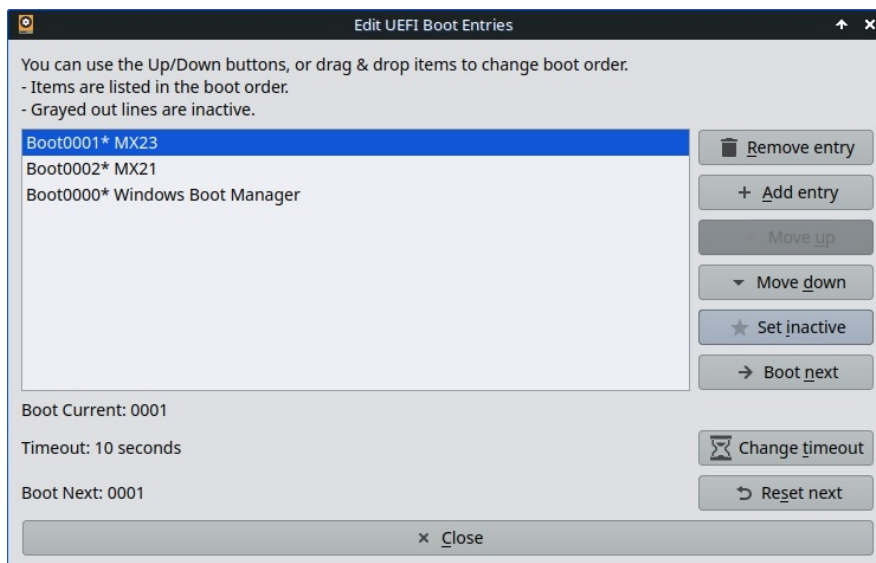 Edit UEFI Boot Entries
You can use the Up/Down buttons, or drag & drop items to change boot order.
- Items are listed in the boot order.
- Grayed out lines are inactive.
Boot0001* MX23
Boot0002* MX21
Boot0000* Windows Boot Manager
Remove entry
Add entry
Move up
Move down
Set inactive
Boot next
Boot Current: 0001
Timeout: 10 seconds
Change timeout
Boot Next: 0001
Reset next
Close